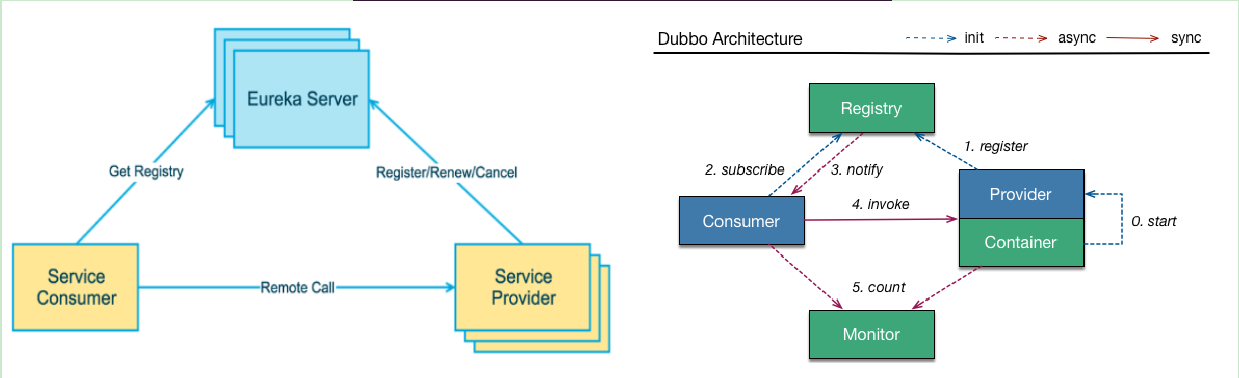 Eureka Server
Get Registry
Register/Renew/Cancel
Service
Consumer
Remote Call
Service
Provider
Dubbo Architecture
init
async
sync
Registry
1. register
2. subscribe
3. notify
Provider
4. invoke
Consumer
0. start
Container
5. count
Monitor